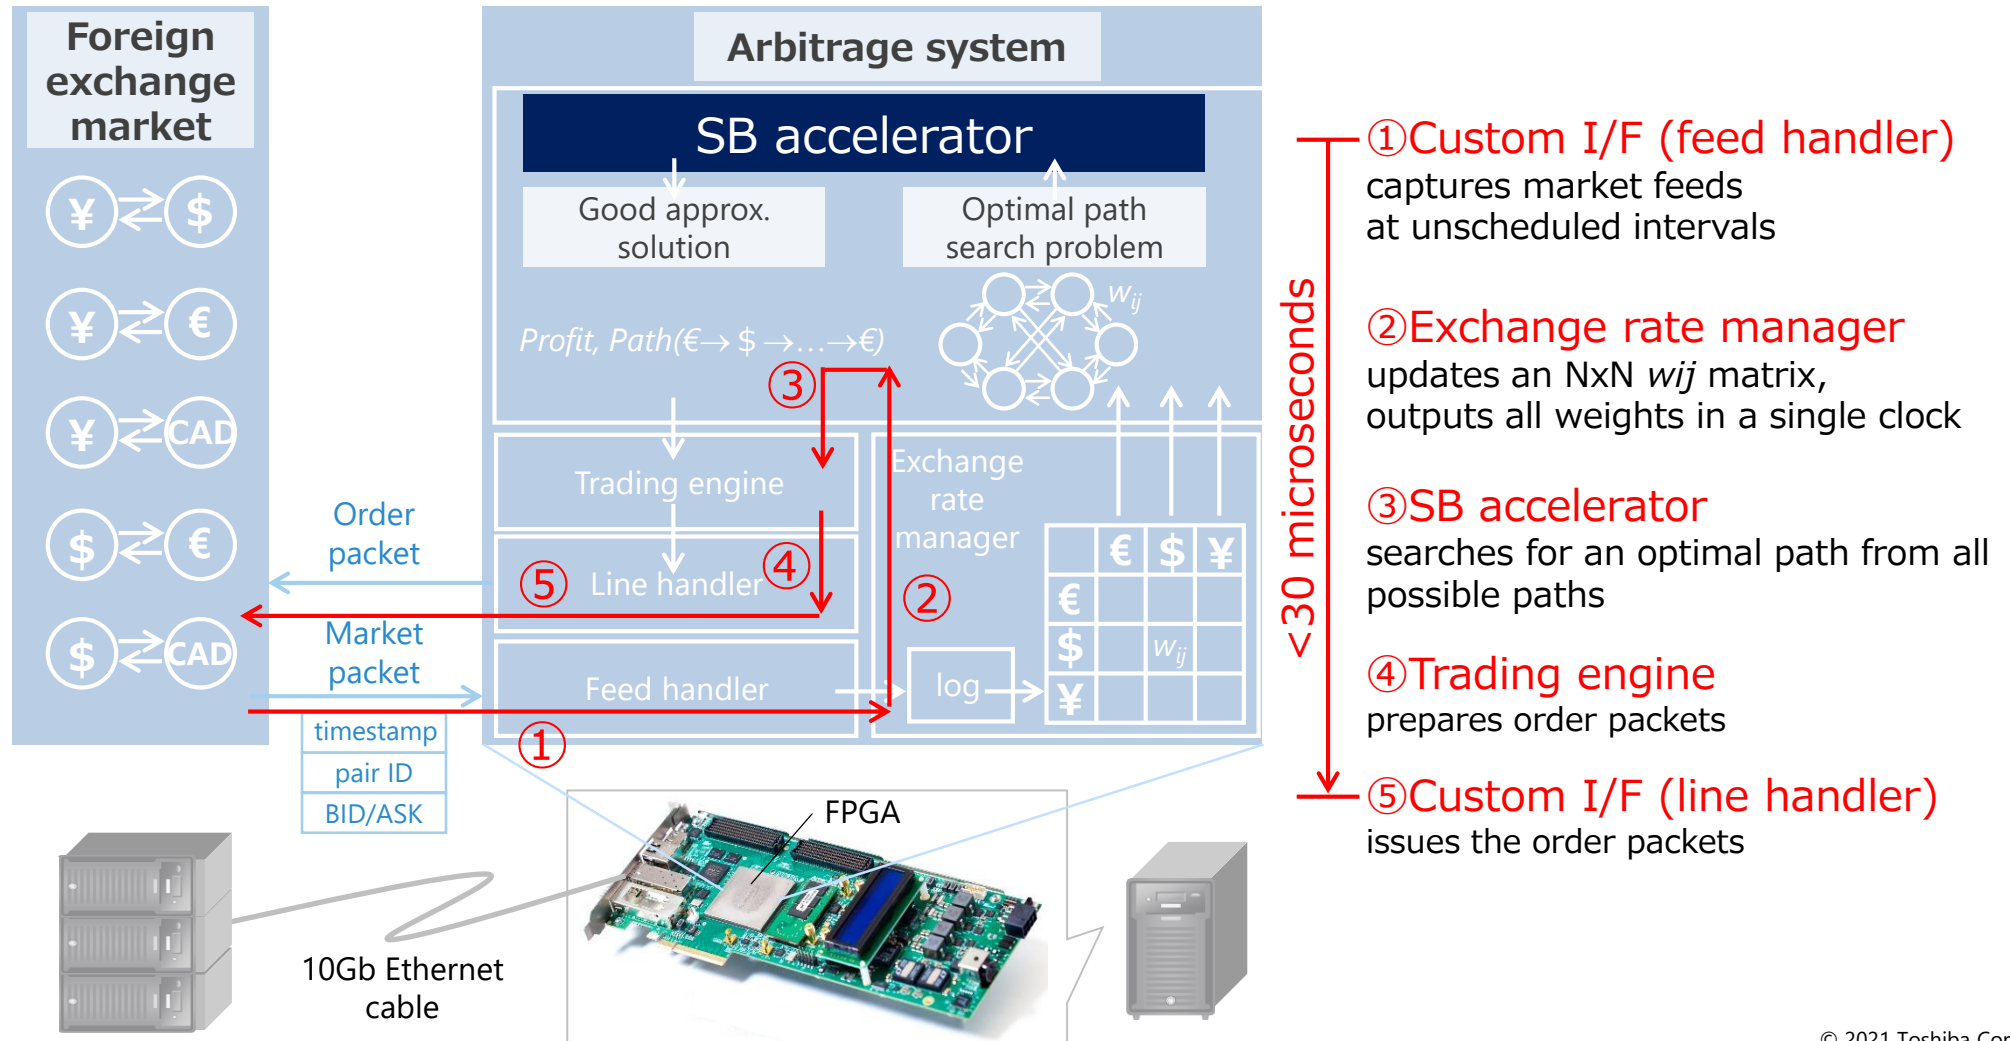 Foreign
exchange
market
¥ $
¥ €
¥ CAD
$ €
$ CAD
Order
packet
Market
packet
timestamp
pair ID
BID/ASK
Arbitrage system
SB accelerator
Good approx.
solution
Optimal path
search problem
wij
Profit, Path(€→ $ →…→€)
③
Trading engine
④
⑤
Line handler
Exchange
rate
manager
②
€ $ ¥
€
$ wij
¥
Feed handler
log
①
FPGA
10Gb Ethernet
cable
<30 microseconds
①Custom I/F (feed handler)
captures market feeds
at unscheduled intervals
②Exchange rate manager
updates an NxN wij matrix,
outputs all weights in a single clock
③SB accelerator
searches for an optimal path from all
possible paths
④Trading engine
prepares order packets
⑤Custom I/F (line handler)
issues the order packets
© 2021 Toshiba Cor